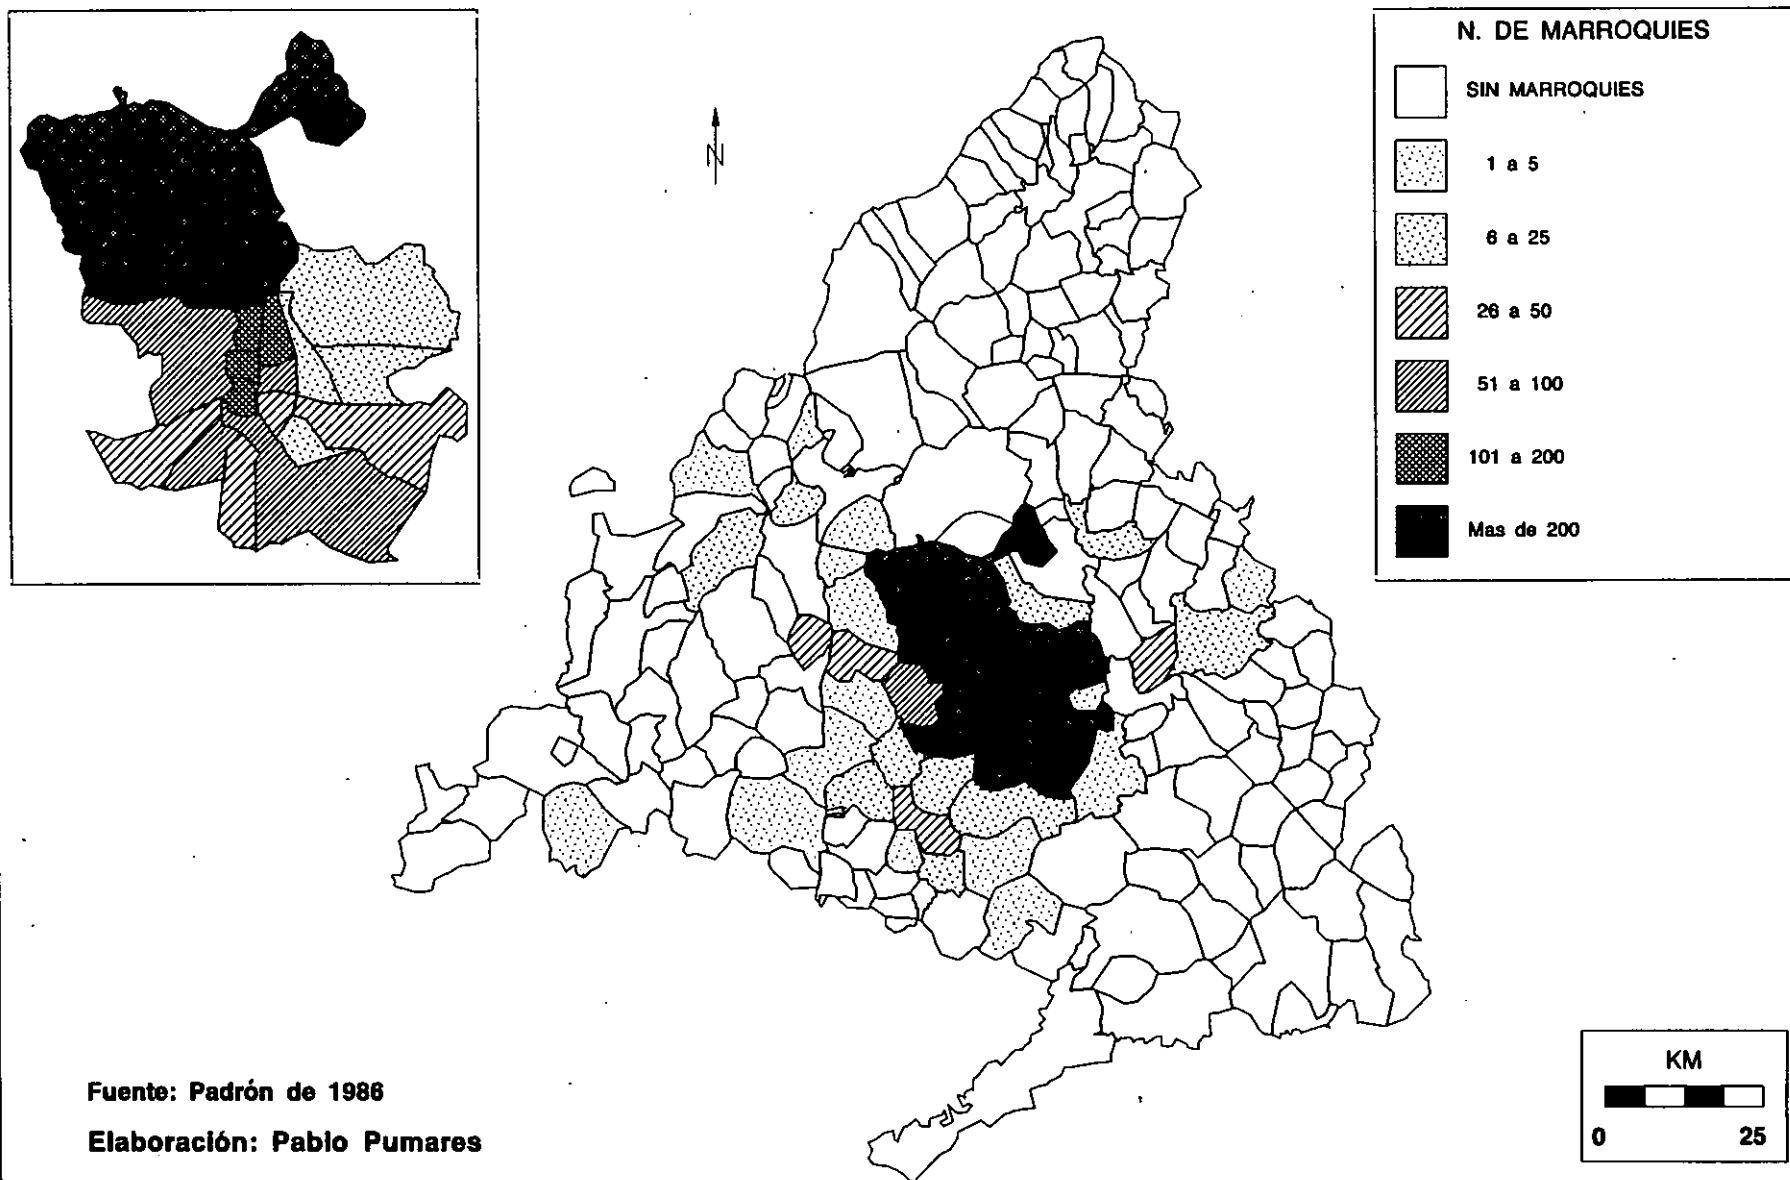 N. DE MARROQUIES
SIN MARROQUIES
1 a 5
6 a 25
26 a 50
51 a 100
101 a 200
Mas de 200
N
Fuente: Padrón de 1986
Elaboración: Pablo Pumares
KM
0 25